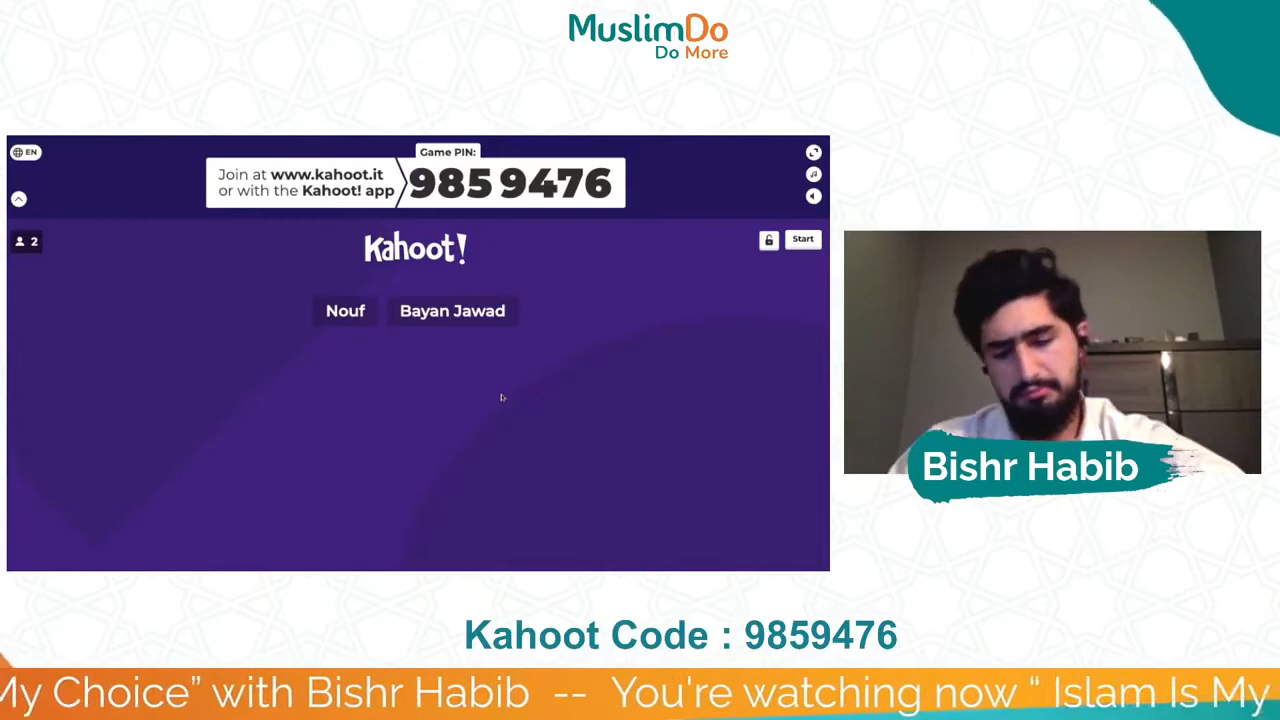 MuslimDo
Do More
EN
Game PIN:
Join at www.kahoot.it
or with the Kahoot! app
985 9476
2
Kahoot!
Start
Nouf
Bayan Jawad
Bishr Habib
Kahoot Code : 9859476
My Choice” with Bishr Habib -- You're watching now “ Islam Is My